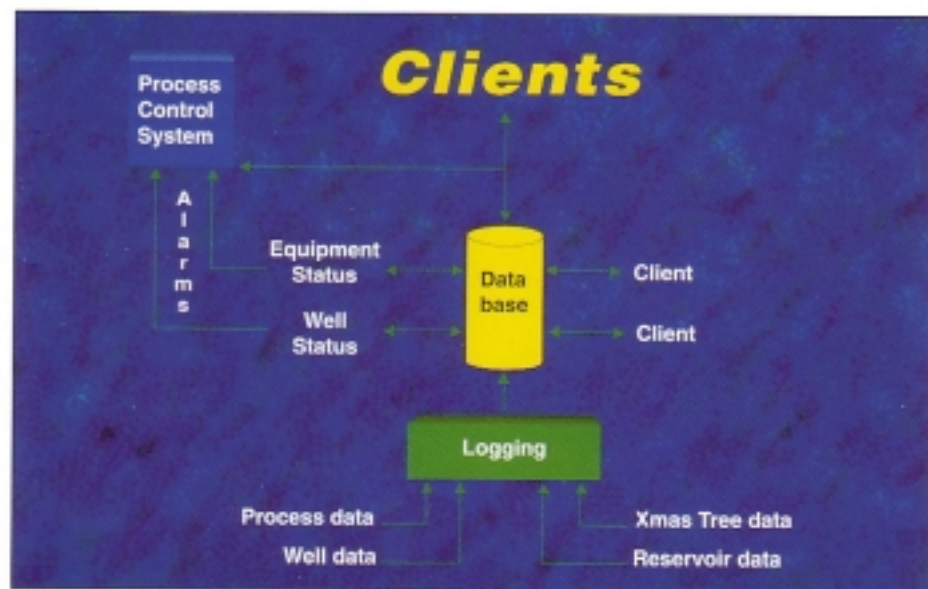 Clients
Process
Control
System
Alarms
Equipment
Status
Well
Status
Data
base
Client
Client
Logging
Process data
Well data
Xmas Tree data
Reservoir data